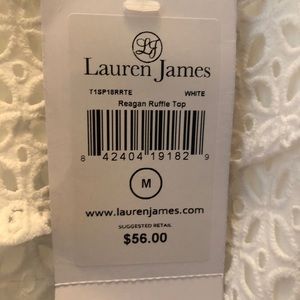 LJ
Lauren James
T1SP18RRTE WHITE
Reagan Ruffle Top
8 42404 19182 9
M
www.laurenjames.com
SUGGESTED RETAIL
$56.00